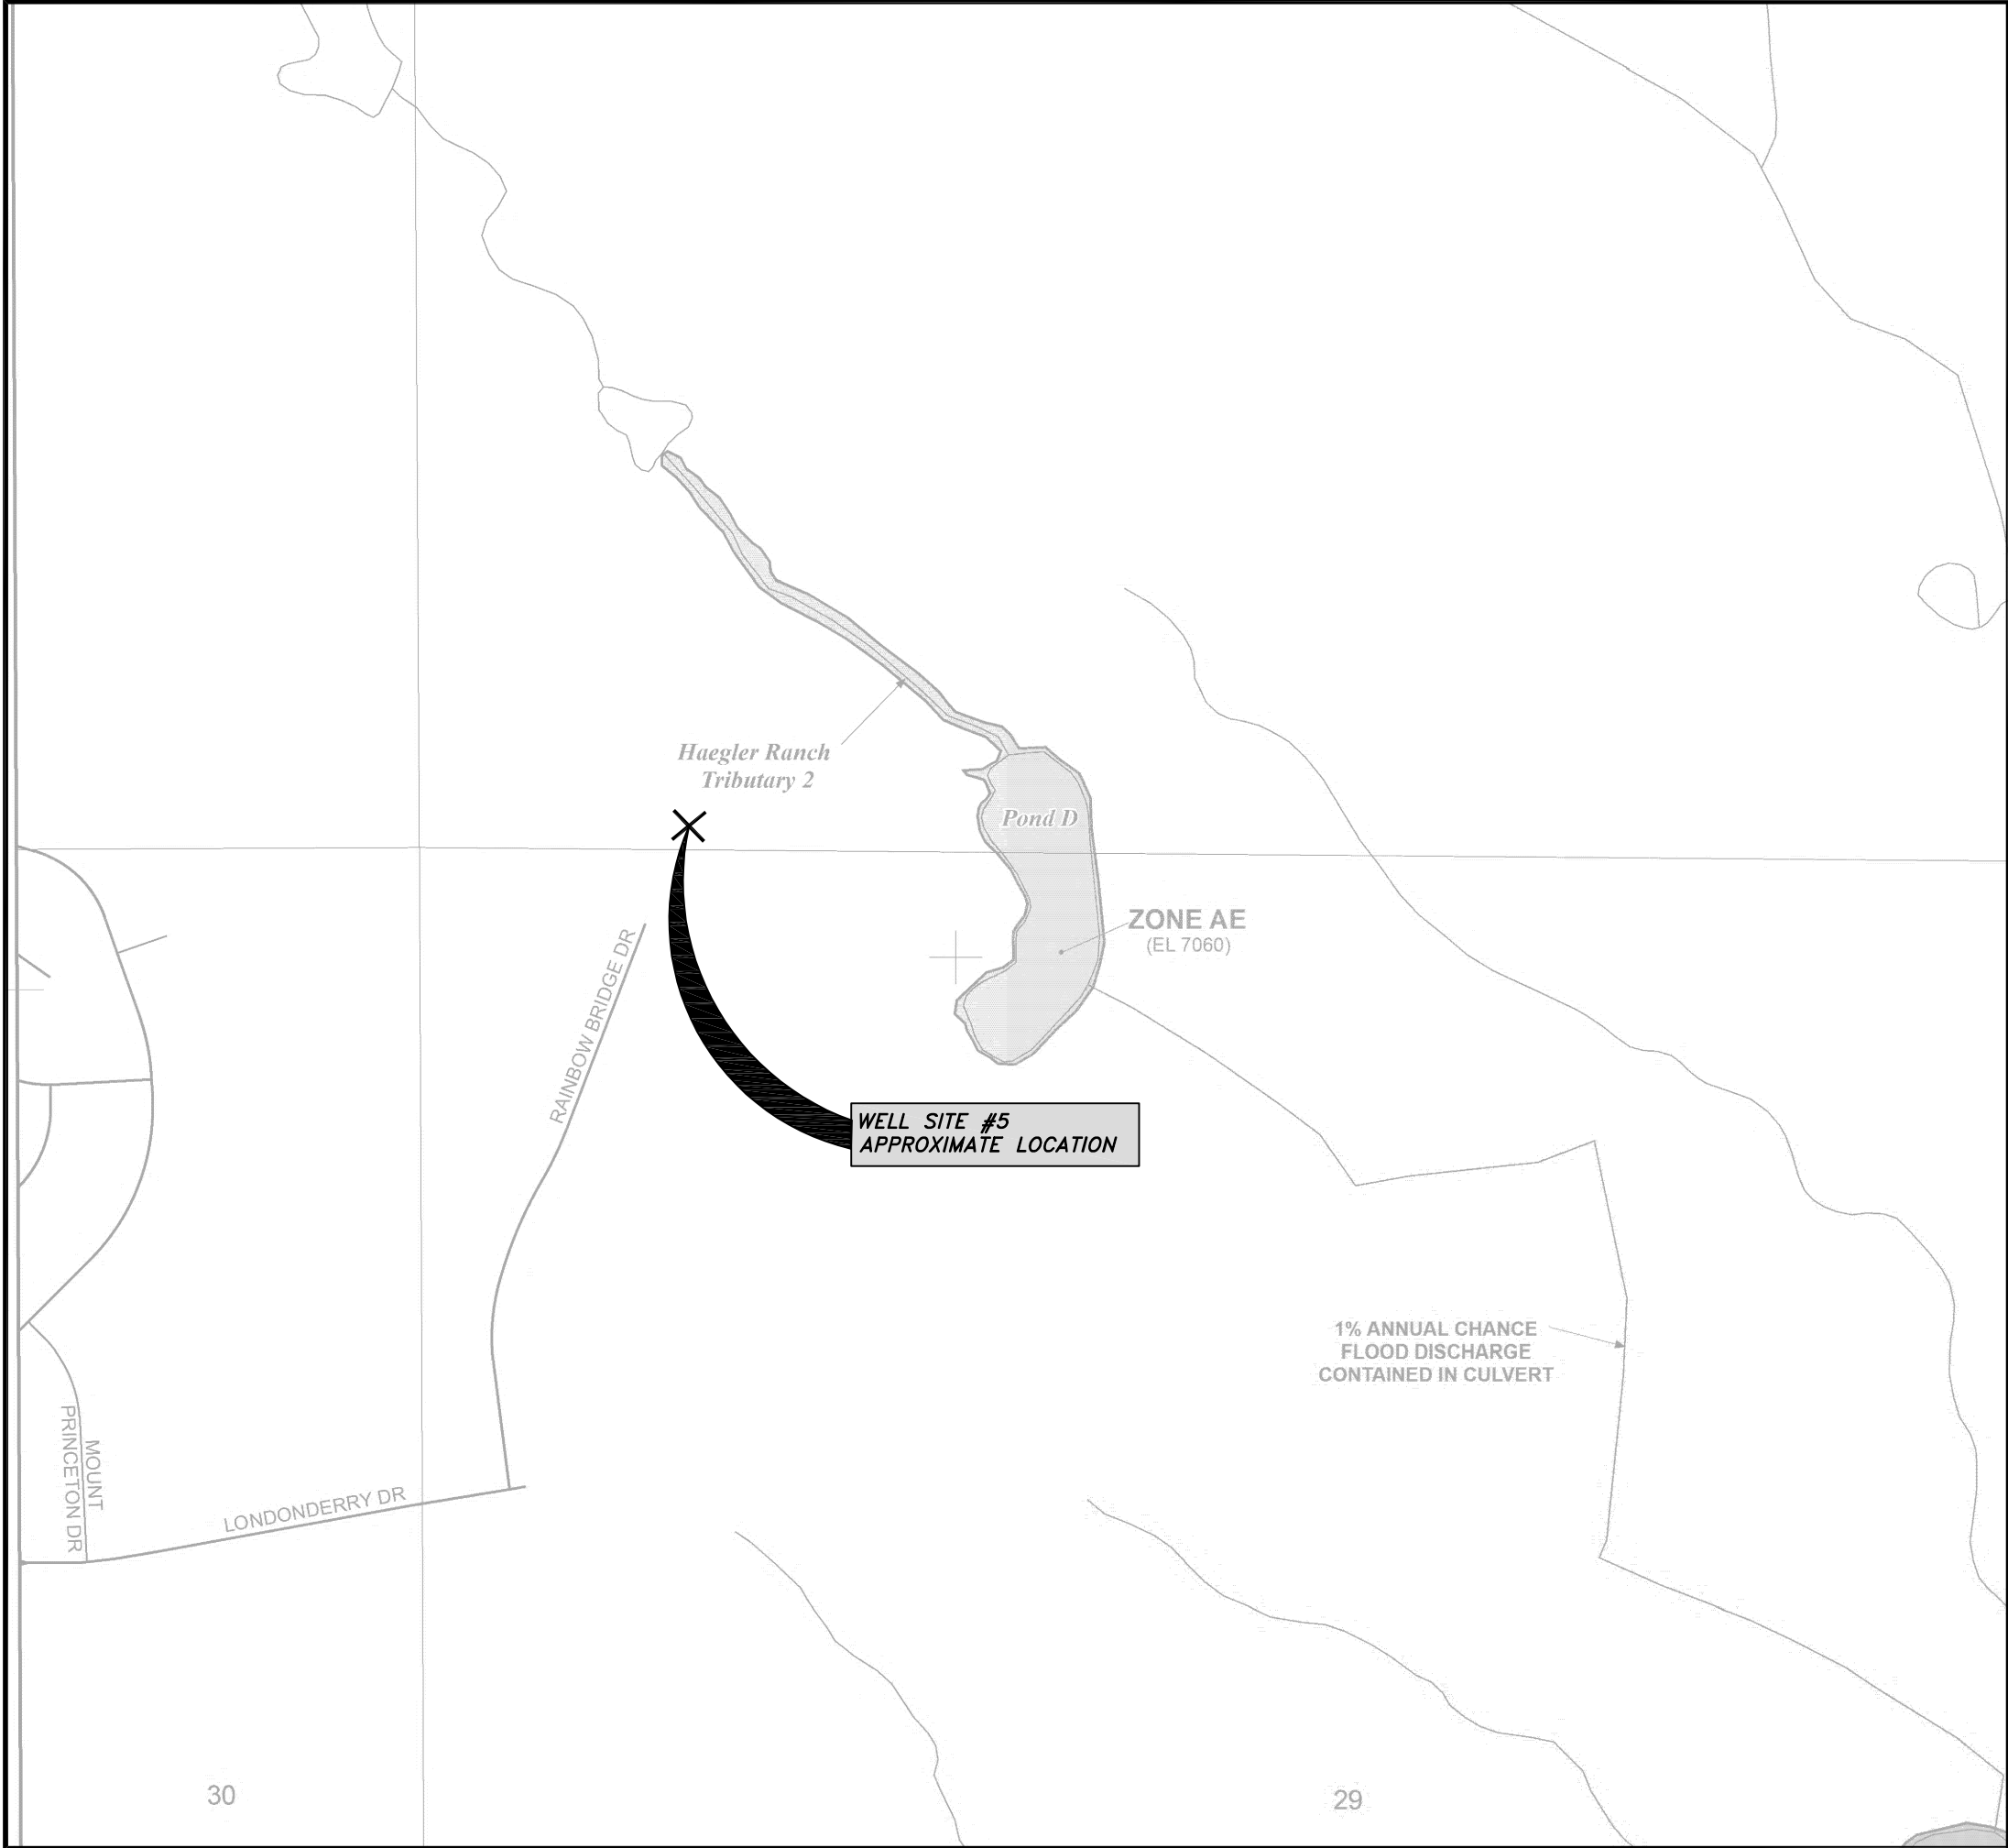 Haegler Ranch
Tributary 2
Pond D
ZONE AE
(EL 7060)
RAINBOW BRIDGE DR
WELL SITE #5
APPROXIMATE LOCATION
1% ANNUAL CHANCE
FLOOD DISCHARGE
CONTAINED IN CULVERT
MOUNT
PRINCETON DR
LONDONDERRY DR
30
29